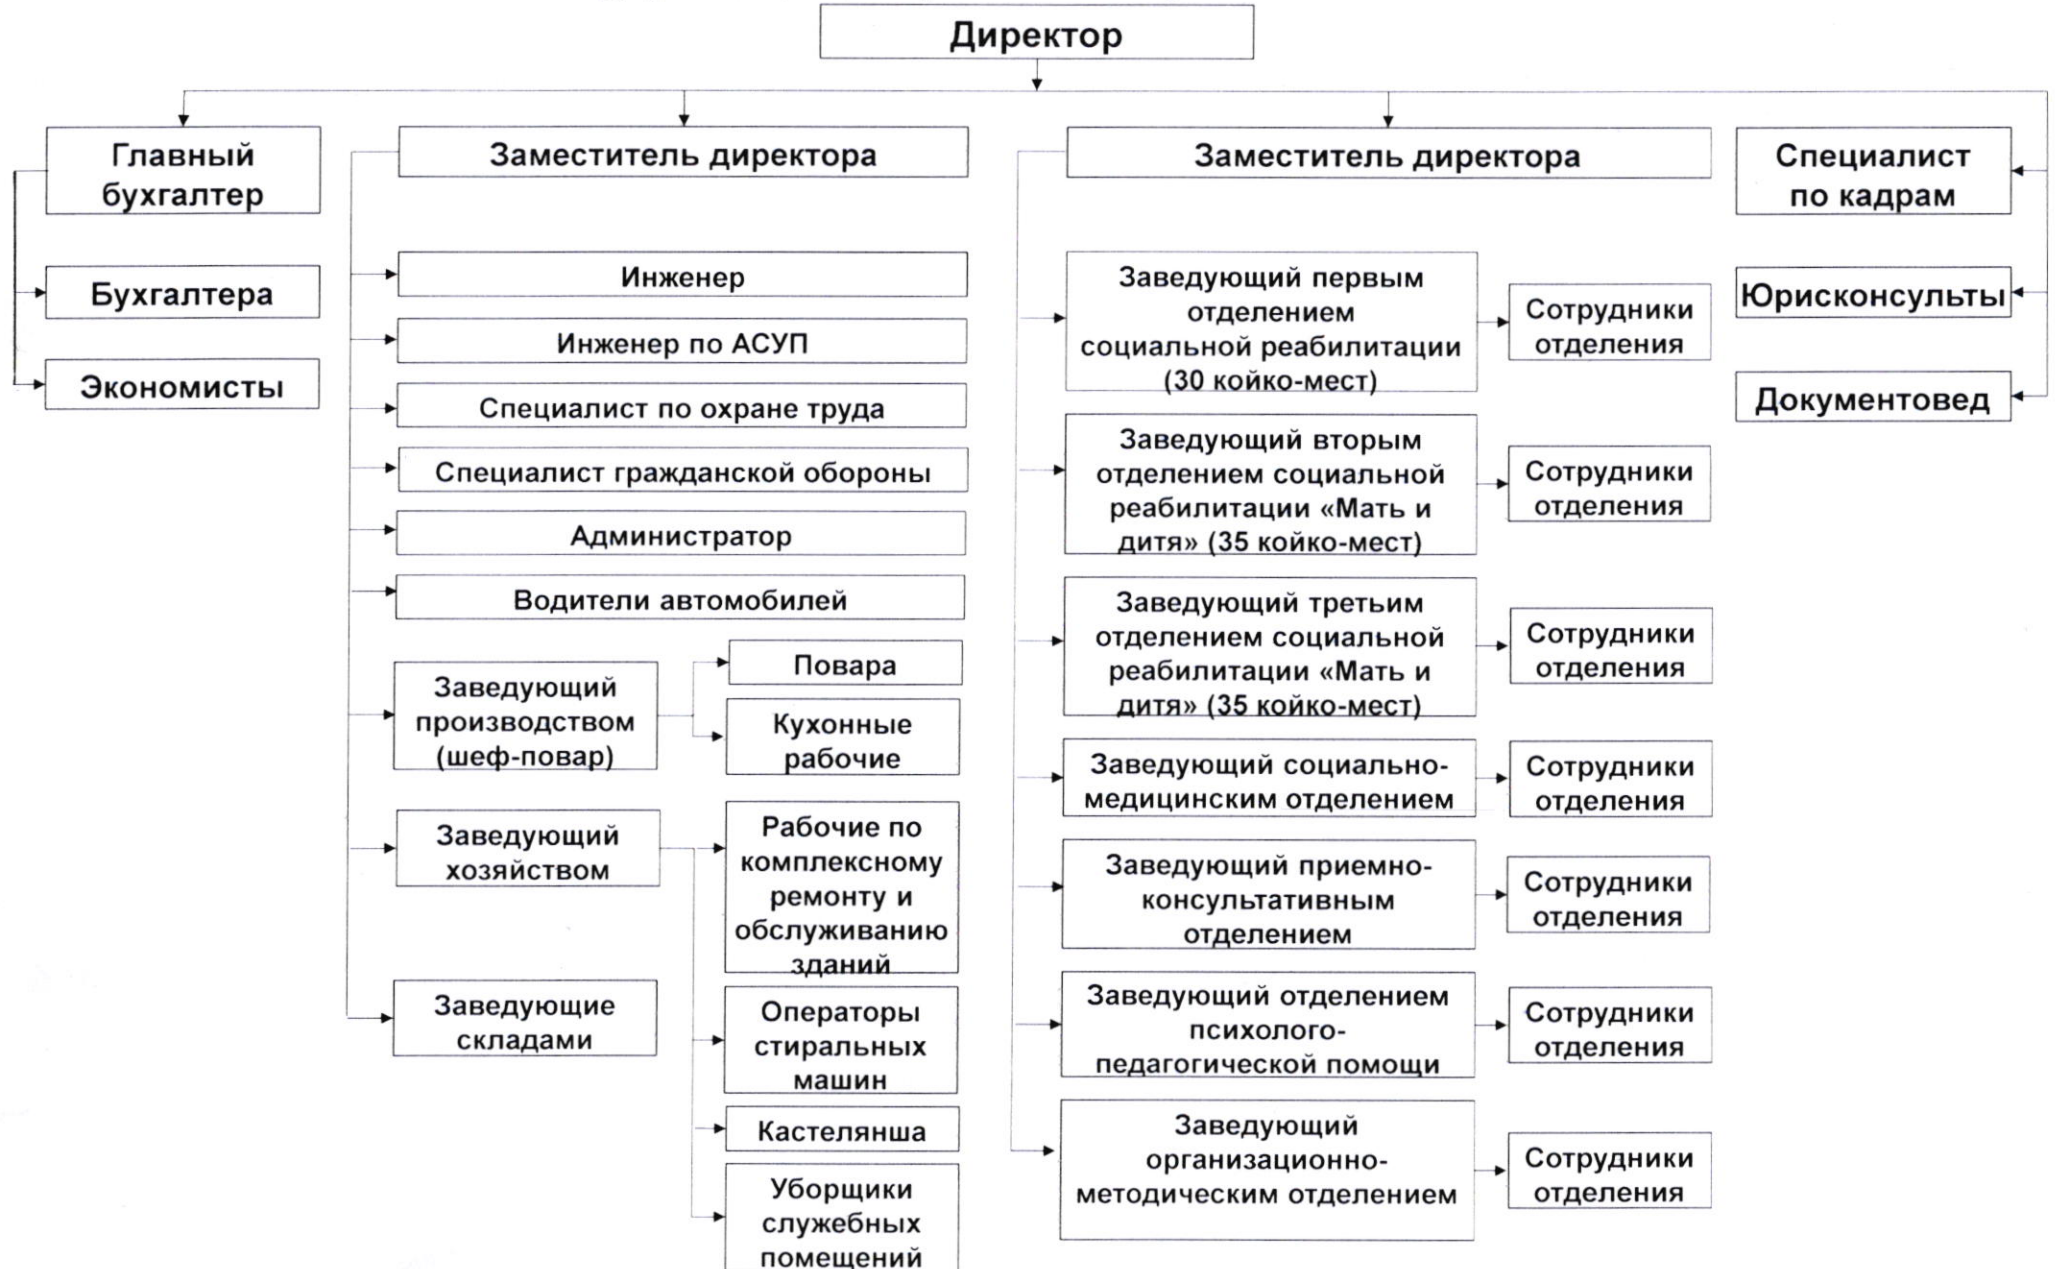 Директор
Главный
бухгалтер
Бухгалтера
Экономисты
Заместитель директора
Инженер
Инженер по АСУП
Специалист по охране труда
Специалист гражданской обороны
Администратор
Водители автомобилей
Заведующий
производством
(шеф-повар)
Повара
Кухонные
рабочие
Заведующий
хозяйством
Рабочие по
комплексному
ремонту и
обслуживанию
зданий
Операторы
стиральных
машин
Кастелянша
Уборщики
служебных
помещений
Заведующие
складами
Заместитель директора
Заведующий первым
отделением
социальной реабилитации
(30 койко-мест)
Сотрудники
отделения
Заведующий вторым
отделением социальной
реабилитации «Мать и
дитя» (35 койко-мест)
Сотрудники
отделения
Заведующий третьим
отделением социальной
реабилитации «Мать и
дитя» (35 койко-мест)
Сотрудники
отделения
Заведующий социально-
медицинским отделением
Сотрудники
отделения
Заведующий приемно-
консультативным
отделением
Сотрудники
отделения
Заведующий отделением
психолого-
педагогической помощи
Сотрудники
отделения
Заведующий
организационно-
методическим отделением
Сотрудники
отделения
Специалист
по кадрам
Юрисконсульты
Документовед